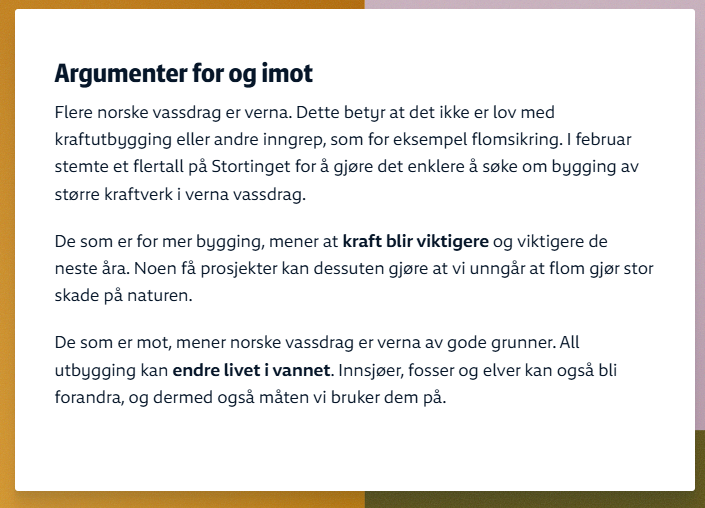 Argumenter for og imot
Flere norske vassdrag er verna. Dette betyr at det ikke er lov med
kraftutbygging eller andre inngrep, som for eksempel flomsikring. I februar
stemte et flertall på Stortinget for å gjøre det enklere å søke om bygging av
større kraftverk i verna vassdrag.
De som er for mer bygging, mener at kraft blir viktigere og viktigere de
neste åra. Noen få prosjekter kan dessuten gjøre at vi unngår at flom gjør stor
skade på naturen.
De som er mot, mener norske vassdrag er verna av gode grunner. All
utbygging kan endre livet i vannet. Innsjøer, fosser og elver kan også bli
forandra, og dermed også måten vi bruker dem på.